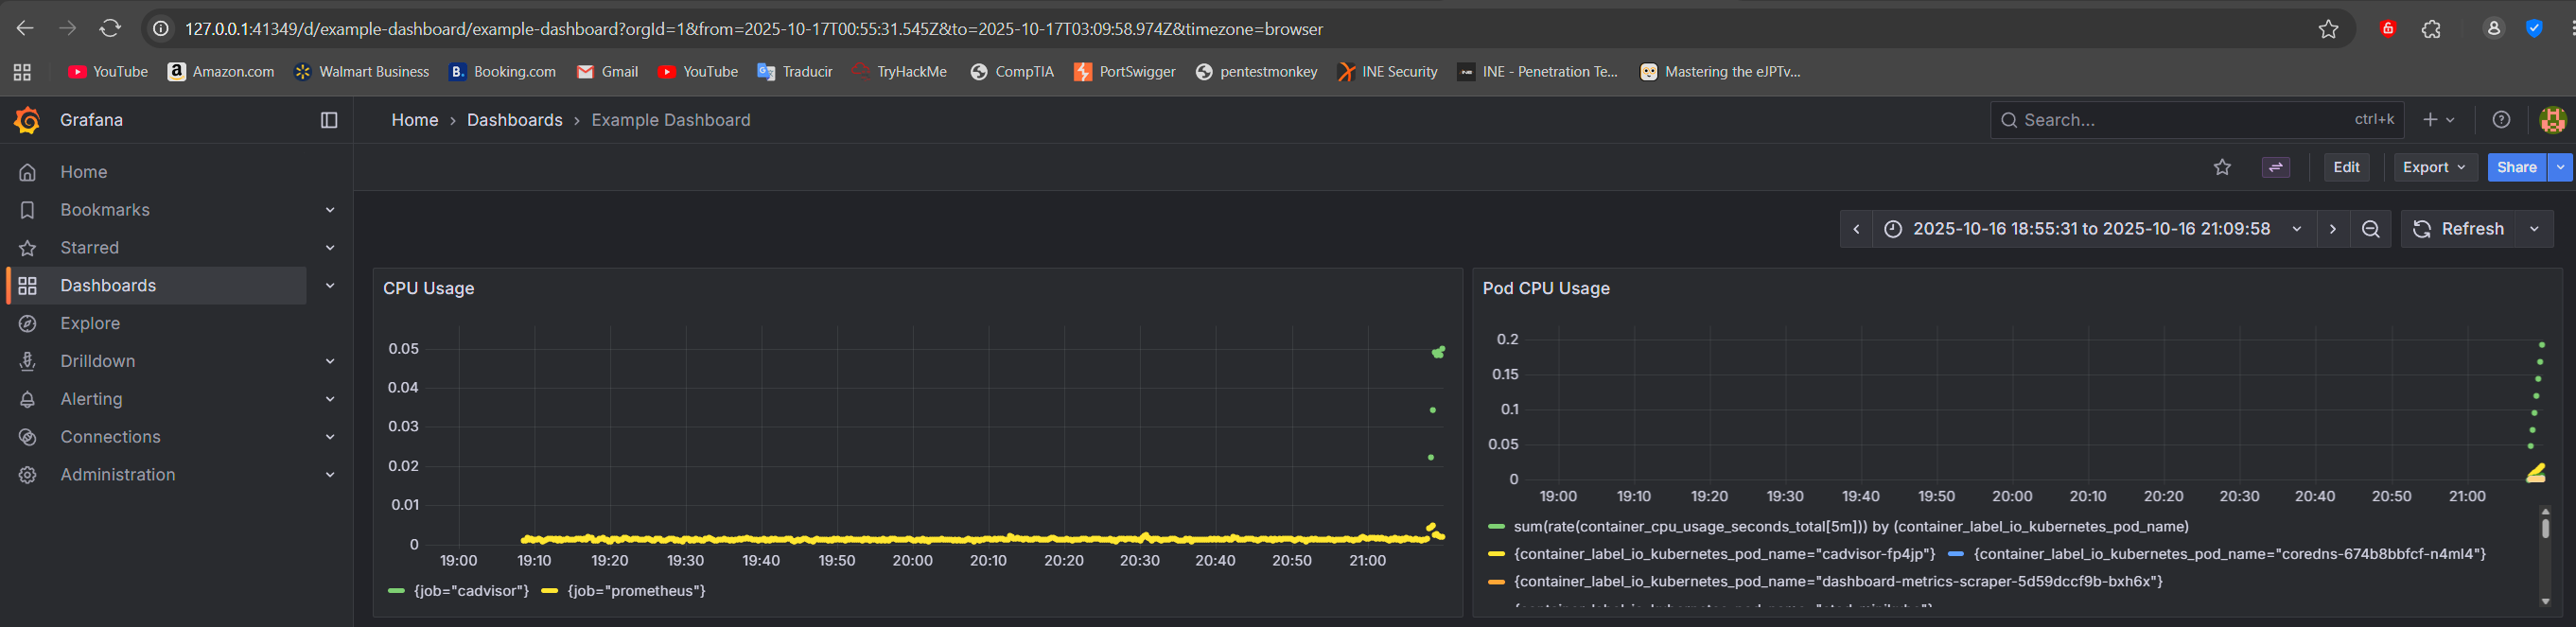 127.0.0.1:41349/d/example-dashboard/example-dashboard?orgId=1&from=2025-10-17T00:55:31.545Z&to=2025-10-17T03:09:58.974Z&timezone=browser
YouTube Amazon.com Walmart Business B. Booking.com Gmail YouTube Traducir TryHackMe CompTIA PortSwigger pentestmonkey INE Security INE - Penetration Te... Mastering the eJPTv...
Grafana
Home › Dashboards › Example Dashboard
Search... ctrl+k
Edit Export Share
Home
Bookmarks
Starred
Dashboards
Explore
Drilldown
Alerting
Connections
Administration
2025-10-16 18:55:31 to 2025-10-16 21:09:58 Refresh
CPU Usage
0.05
0.04
0.03
0.02
0.01
0
19:00 19:10 19:20 19:30 19:40 19:50 20:00 20:10 20:20 20:30 20:40 20:50 21:00
{job="cadvisor"} {job="prometheus"}
Pod CPU Usage
0.2
0.15
0.1
0.05
0
19:00 19:10 19:20 19:30 19:40 19:50 20:00 20:10 20:20 20:30 20:40 20:50 21:00
sum(rate(container_cpu_usage_seconds_total[5m])) by (container_label_io_kubernetes_pod_name)
{container_label_io_kubernetes_pod_name="cadvisor-fp4jp"} {container_label_io_kubernetes_pod_name="coredns-674b8bbfcf-n4ml4"}
{container_label_io_kubernetes_pod_name="dashboard-metrics-scraper-5d59dccf9b-bxh6x"}